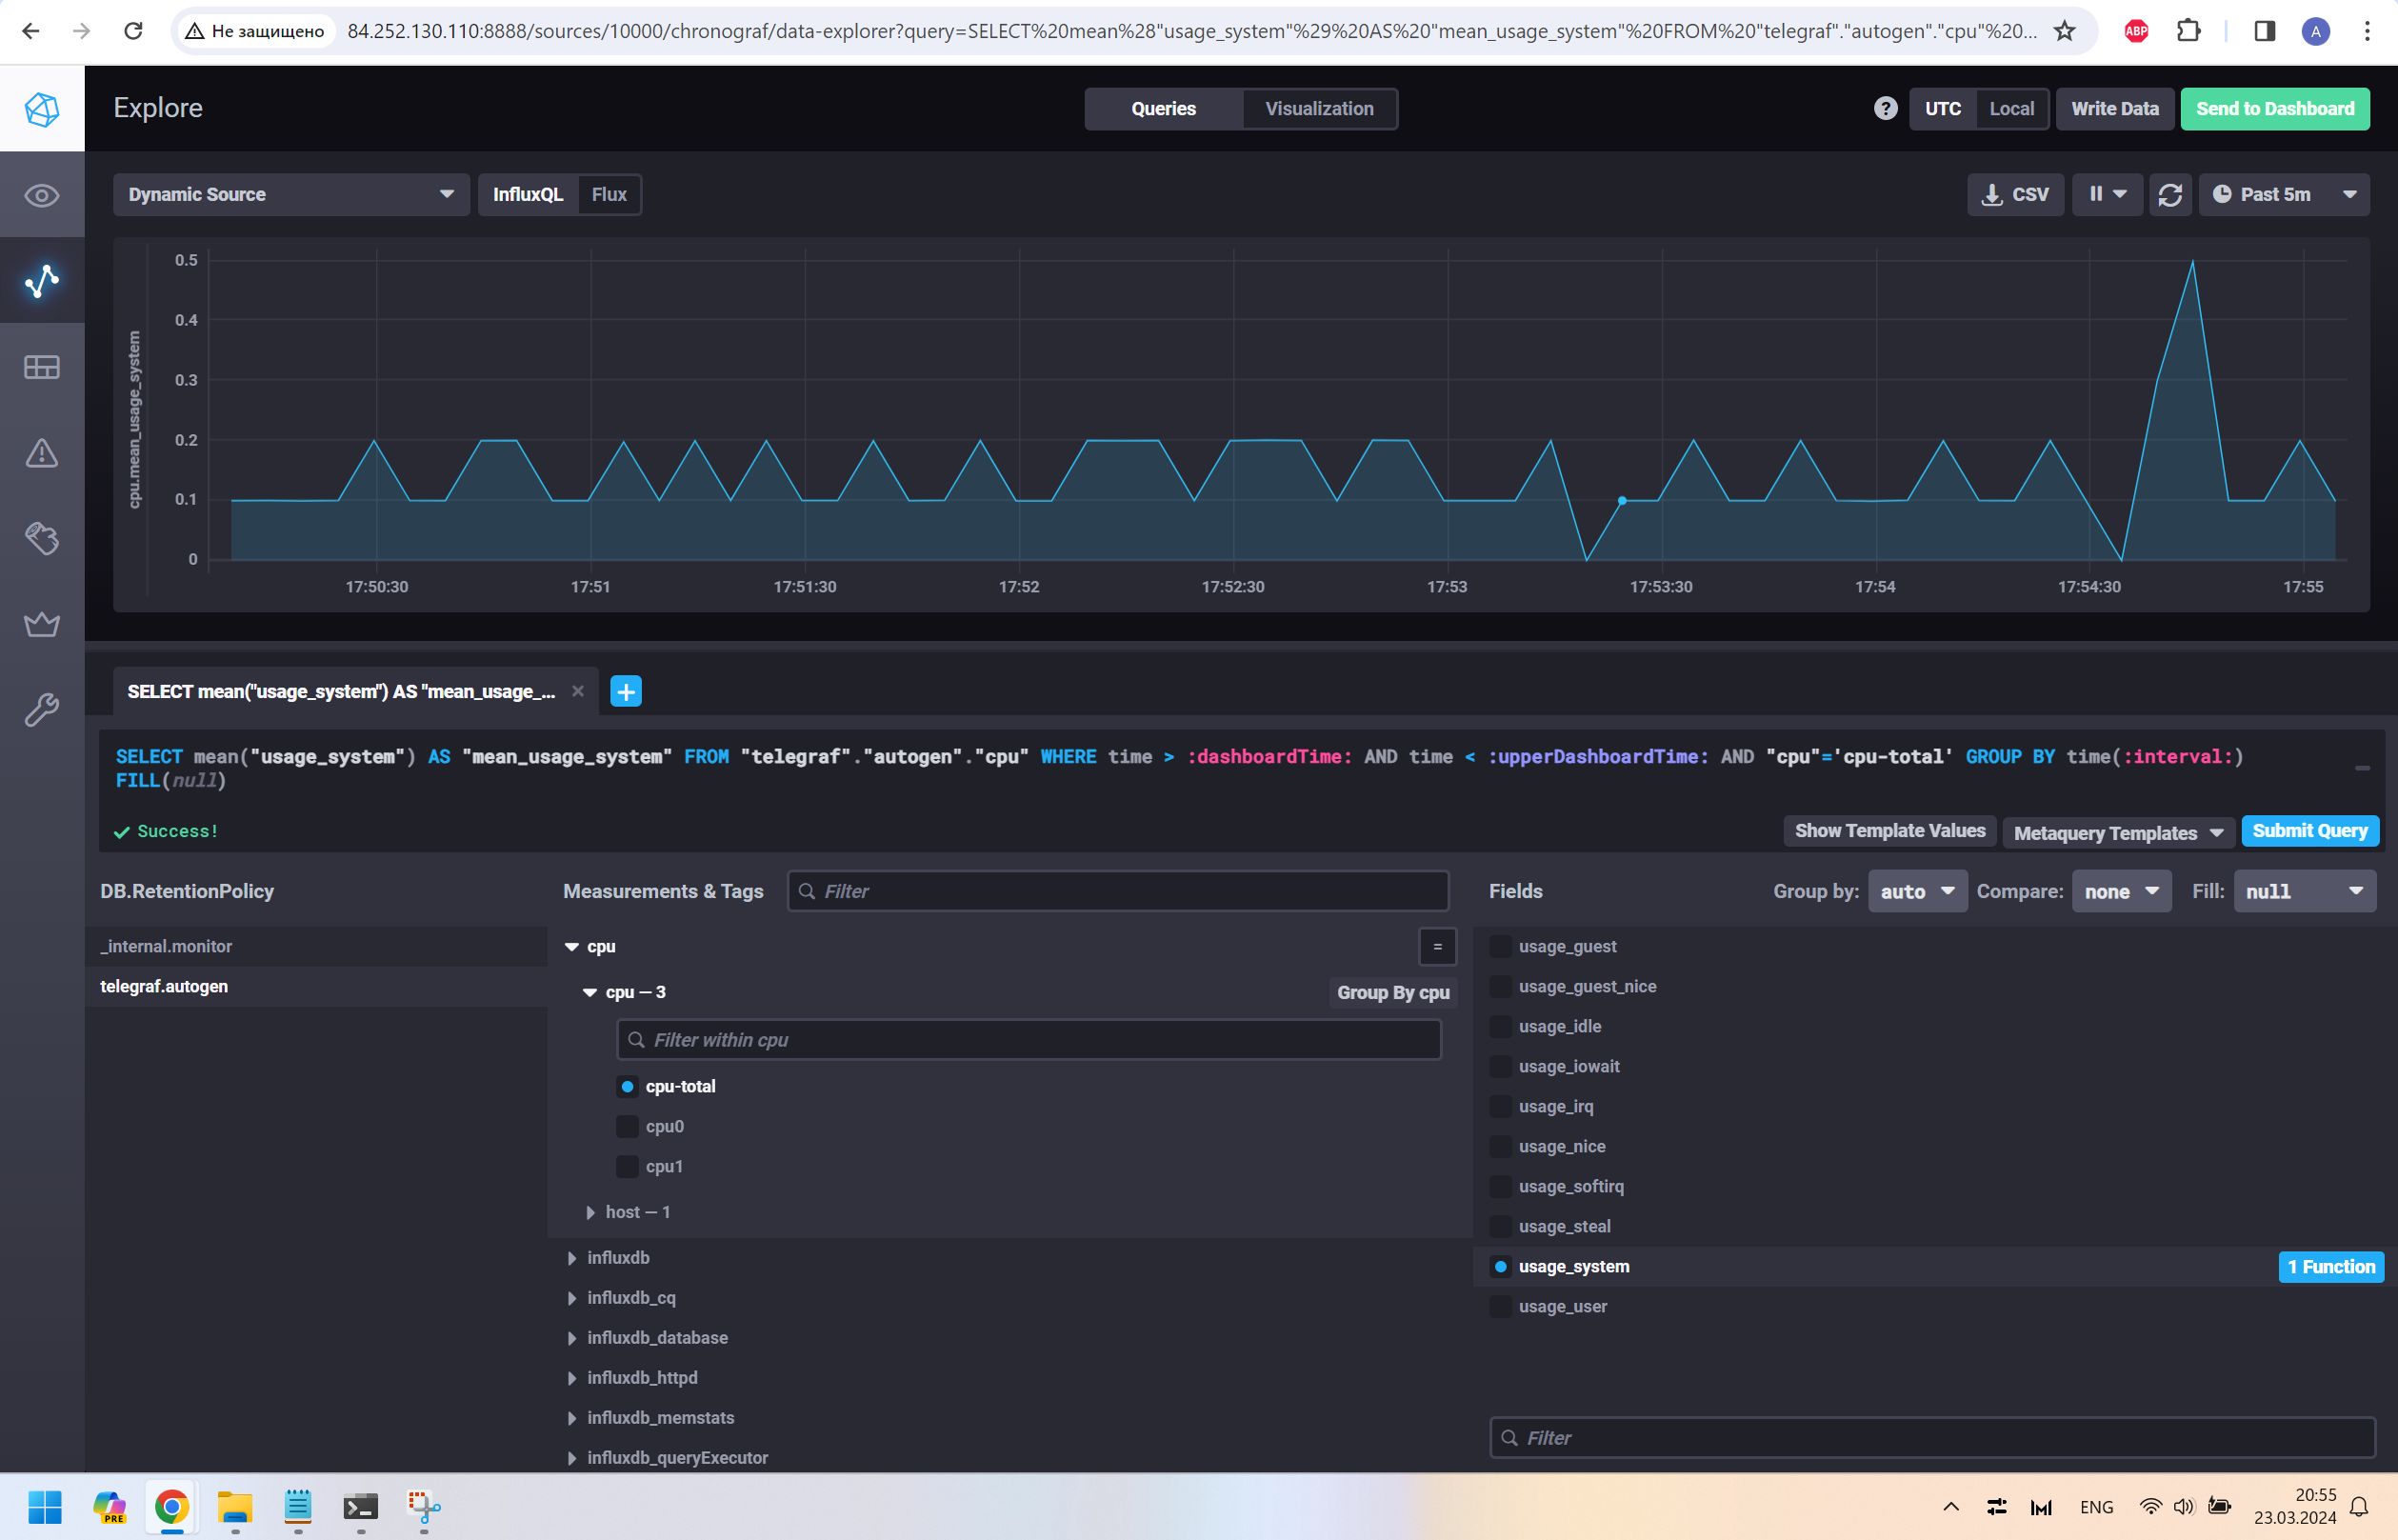 Не защищено
84.252.130.110:8888/sources/10000/chronograf/data-explorer?query=SELECT%20mean%28"usage_system"%29%20AS%20"mean_usage_system"%20FROM%20"telegraf"."autogen"."cpu"%20...
ABP
A
Explore
Queries
Visualization
?
UTC
Local
Write Data
Send to Dashboard
Dynamic Source
InfluxQL
Flux
CSV
Past 5m
cpu.mean_usage_system
0.5
0.4
0.3
0.2
0.1
0
17:50:30
17:51
17:51:30
17:52
17:52:30
17:53
17:53:30
17:54
17:54:30
17:55
SELECT mean("usage_system") AS "mean_usage_...
SELECT mean("usage_system") AS "mean_usage_system" FROM "telegraf"."autogen"."cpu" WHERE time > :dashboardTime: AND time < :upperDashboardTime: AND "cpu"='cpu-total' GROUP BY time(:interval:)
FILL(null)
Success!
Show Template Values
Metaquery Templates
Submit Query
DB.RetentionPolicy
_internal.monitor
telegraf.autogen
Measurements & Tags
Filter
cpu
=
cpu — 3
Group By cpu
Filter within cpu
cpu-total
cpu0
cpu1
host — 1
influxdb
influxdb_cq
influxdb_database
influxdb_httpd
influxdb_memstats
influxdb_queryExecutor
Fields
Group by:
auto
Compare:
none
Fill:
null
usage_guest
usage_guest_nice
usage_idle
usage_iowait
usage_irq
usage_nice
usage_softirq
usage_steal
usage_system
1 Function
usage_user
Filter
PRE
ENG
20:55
23.03.2024